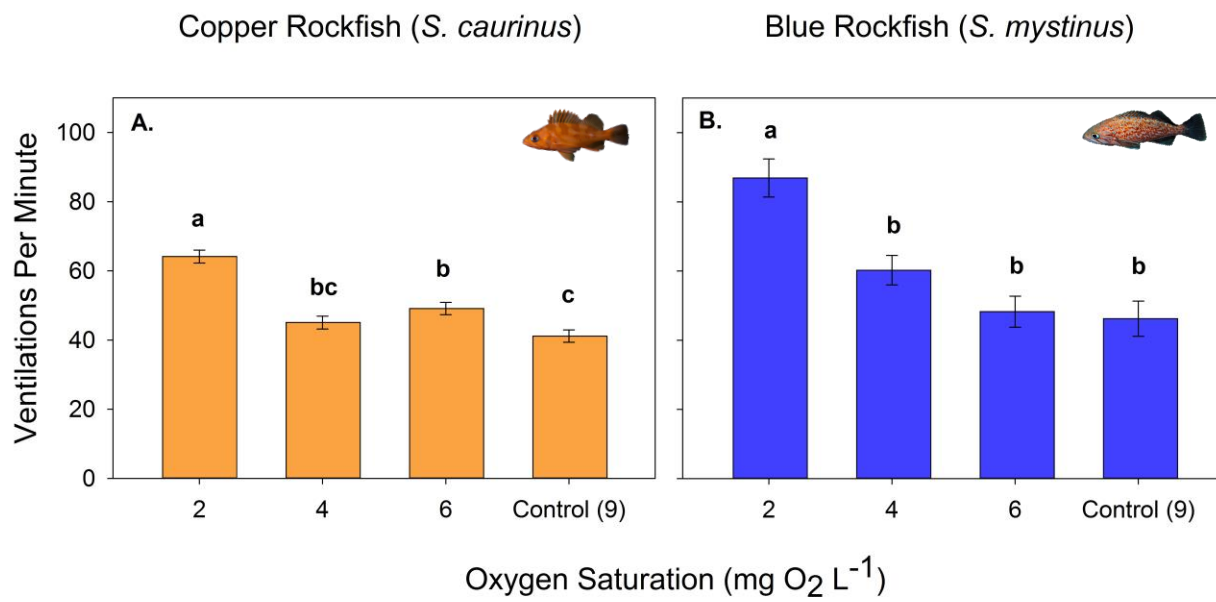 Copper Rockfish (S. caurinus)
Blue Rockfish (S. mystinus)
Ventilations Per Minute
100
80
60
40
20
0
A.
a
bc
b
c
2
4
6
Control (9)
B.
a
b
b
b
2
4
6
Control (9)
Oxygen Saturation (mg O₂ L⁻¹)